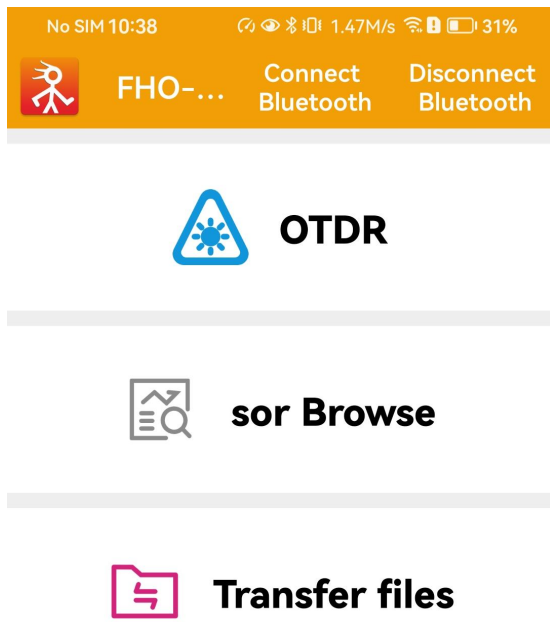 No SIM 10:38 1.47M/s 31%
FHO-... Connect Bluetooth Disconnect Bluetooth
OTDR
sor Browse
Transfer files